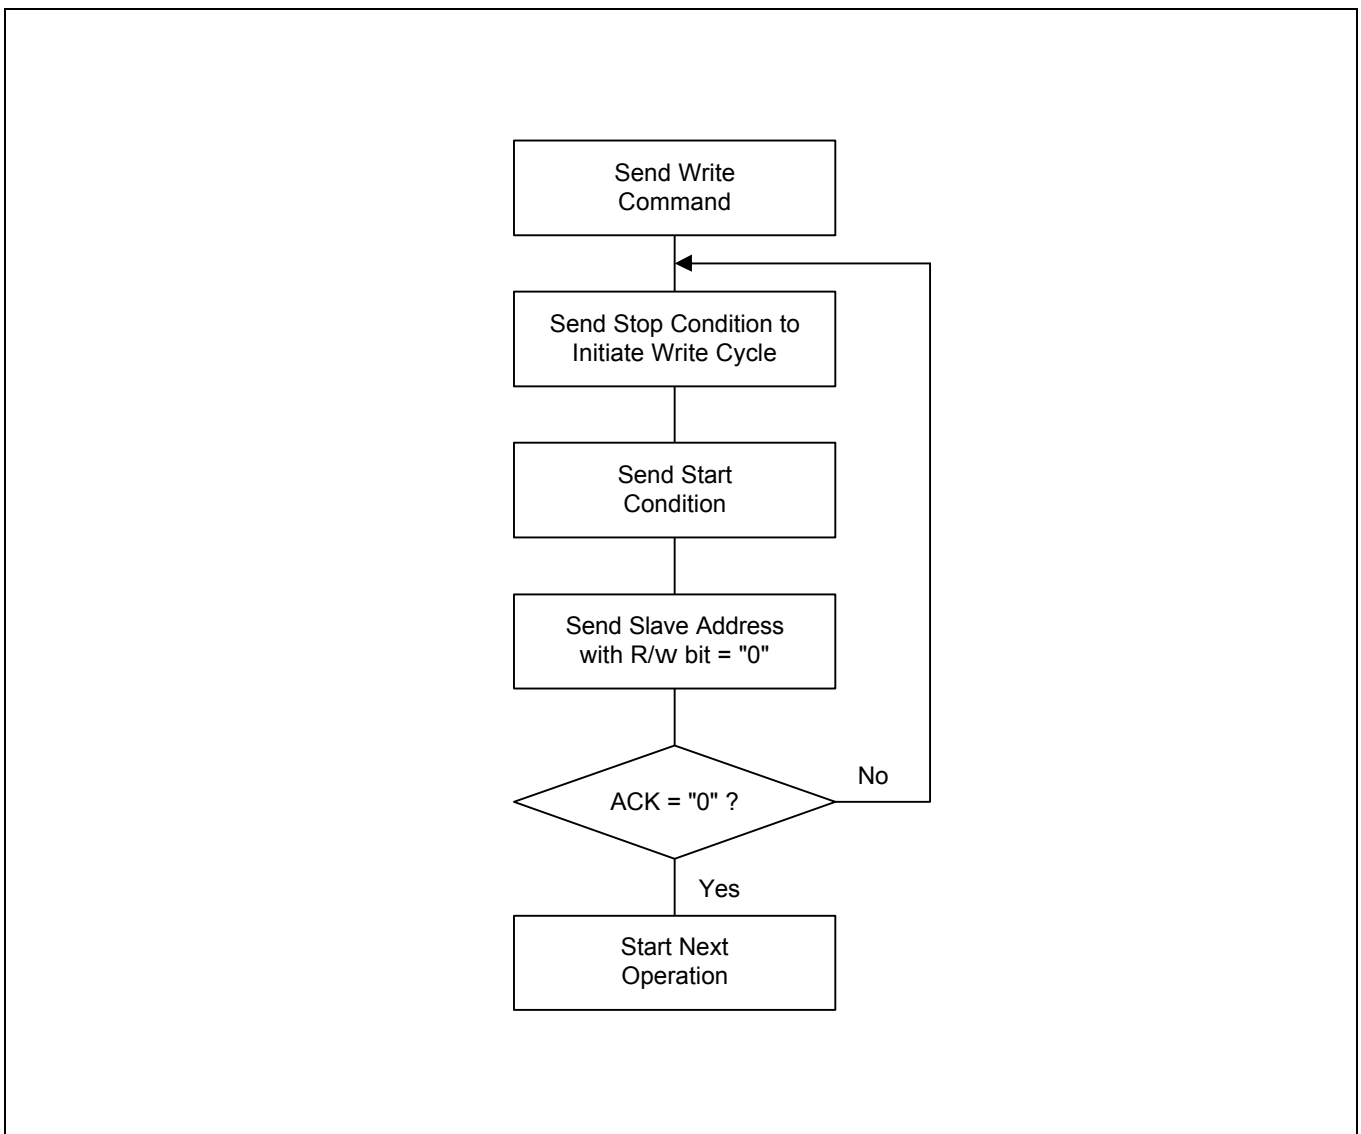 Send Write
Command
Send Stop Condition to
Initiate Write Cycle
Send Start
Condition
Send Slave Address
with R/w bit = "0"
No
ACK = "0" ?
Yes
Start Next
Operation